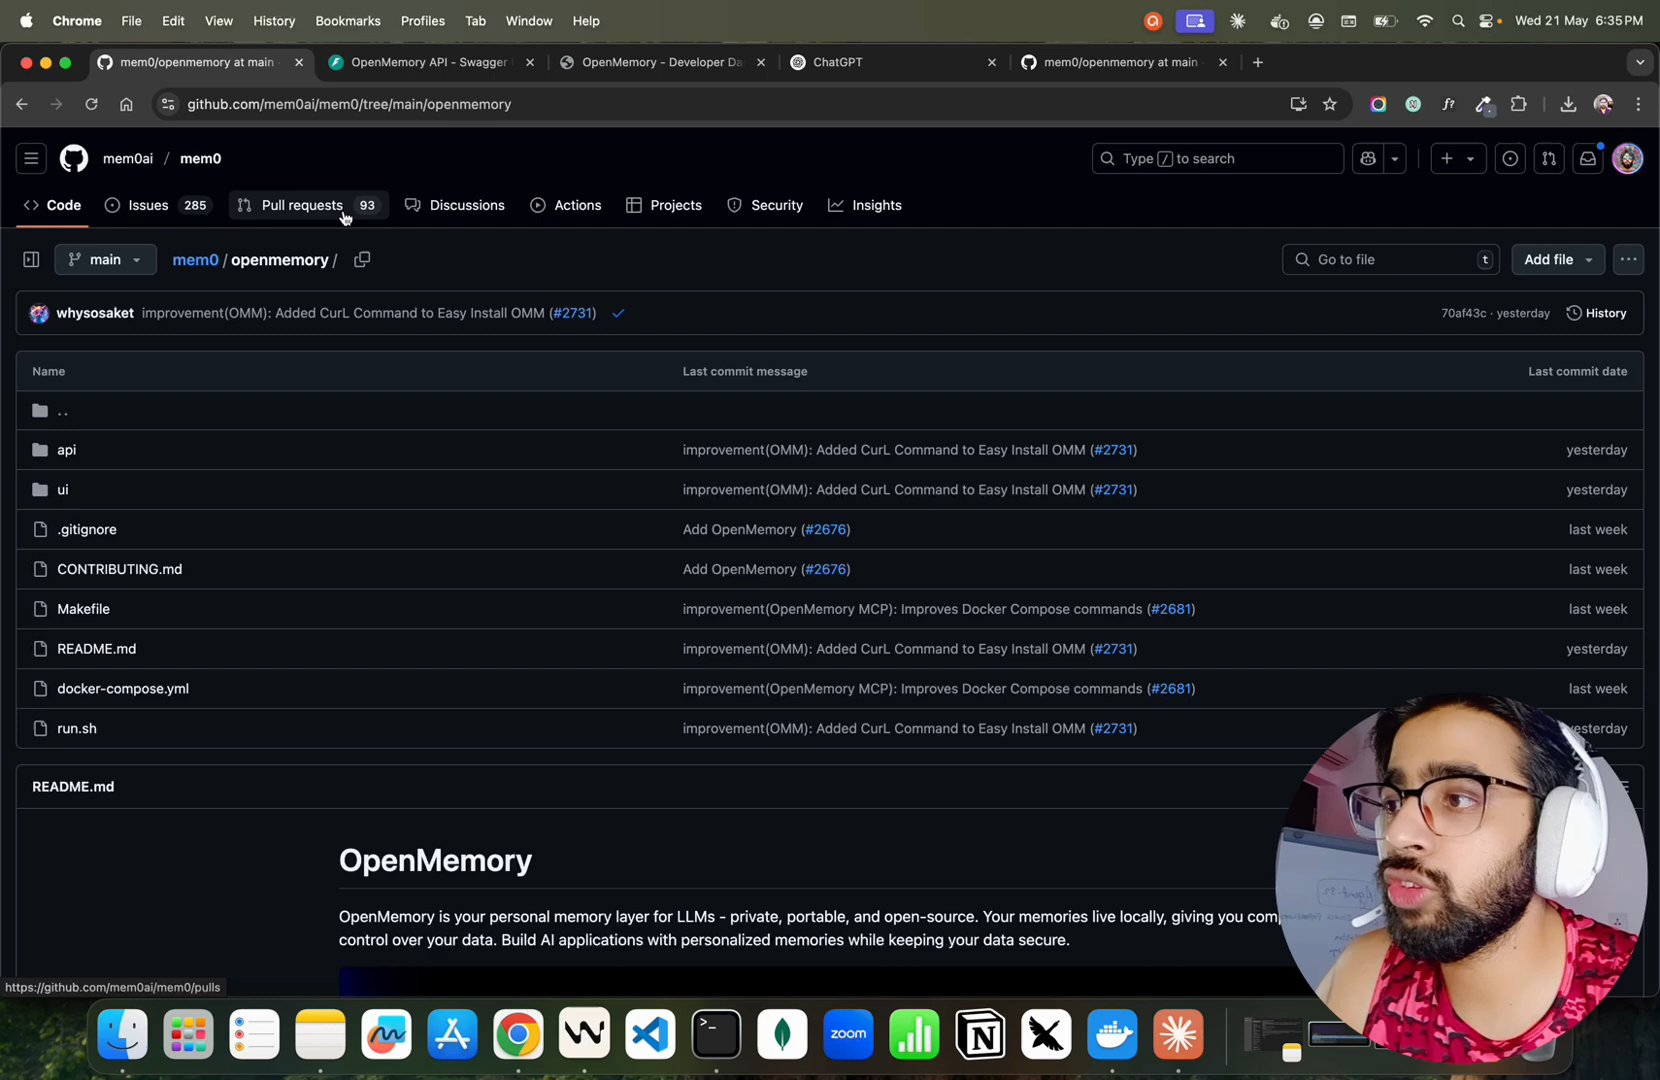 Chrome File Edit View History Bookmarks Profiles Tab Window Help Wed 21 May 6:35 PM
mem0/openmemory at main OpenMemory API - Swagger OpenMemory - Developer Da ChatGPT mem0/openmemory at main
github.com/mem0ai/mem0/tree/main/openmemory
mem0ai / mem0 Type / to search
Code Issues 285 Pull requests 93 Discussions Actions Projects Security Insights
main mem0 / openmemory / Go to file t Add file
whysosaket improvement(OMM): Added CurL Command to Easy Install OMM (#2731) 70af43c · yesterday History
Name Last commit message Last commit date
..
api improvement(OMM): Added CurL Command to Easy Install OMM (#2731) yesterday
ui improvement(OMM): Added CurL Command to Easy Install OMM (#2731) yesterday
.gitignore Add OpenMemory (#2676) last week
CONTRIBUTING.md Add OpenMemory (#2676) last week
Makefile improvement(OpenMemory MCP): Improves Docker Compose commands (#2681) last week
README.md improvement(OMM): Added CurL Command to Easy Install OMM (#2731) yesterday
docker-compose.yml improvement(OpenMemory MCP): Improves Docker Compose commands (#2681) last week
run.sh improvement(OMM): Added CurL Command to Easy Install OMM (#2731) yesterday
README.md
OpenMemory
OpenMemory is your personal memory layer for LLMs - private, portable, and open-source. Your memories live locally, giving you
control over your data. Build AI applications with personalized memories while keeping your data secure.
https://github.com/mem0ai/mem0/pulls
zoom